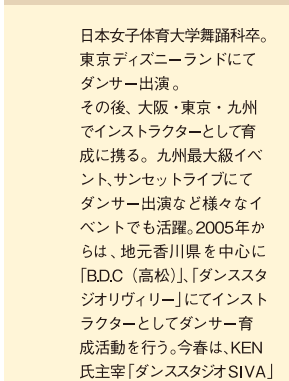 日本女子体育大学舞踊科卒。
東京ディズニーランドにて
ダンサー出演。
その後、大阪・東京・九州
でインストラクターとして育
成に携る。九州最大級イベ
ント、サンセットライブにて
ダンサー出演など様々なイ
ベントでも活躍。2005年か
らは、地元香川県を中心に
「B.D.C（高松）」、「ダンススタ
ジオリヴィリー」にてインスト
ラクターとしてダンサー育
成活動を行う。今春は、KEN
氏主宰「ダンススタジオSIVA」